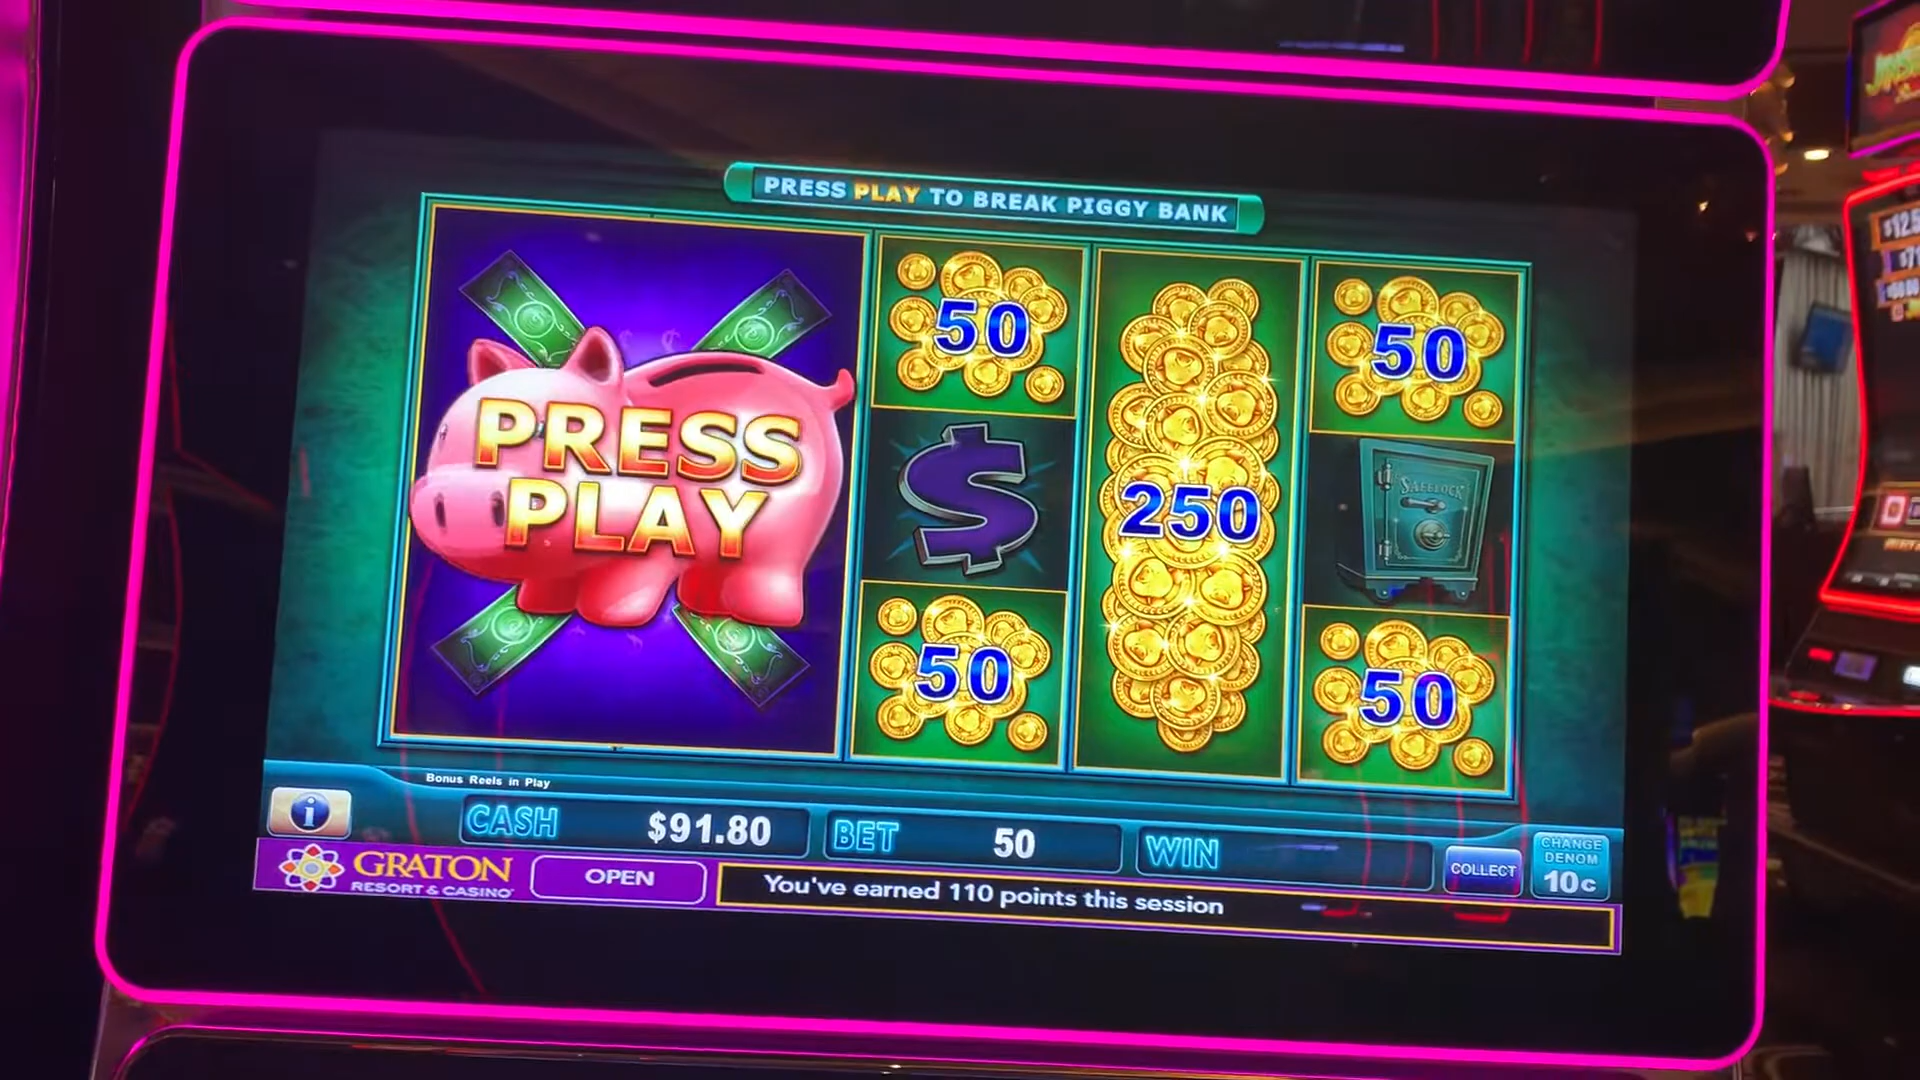 PRESS PLAY TO BREAK PIGGY BANK
PRESS
PLAY
50
50
250
50
SAFELOCK
50
50
Bonus Reels in Play
CASH $91.80
BET 50
WIN
COLLECT
CHANGE
DENOM
10¢
GRATON
RESORT & CASINO
OPEN
You've earned 110 points this session